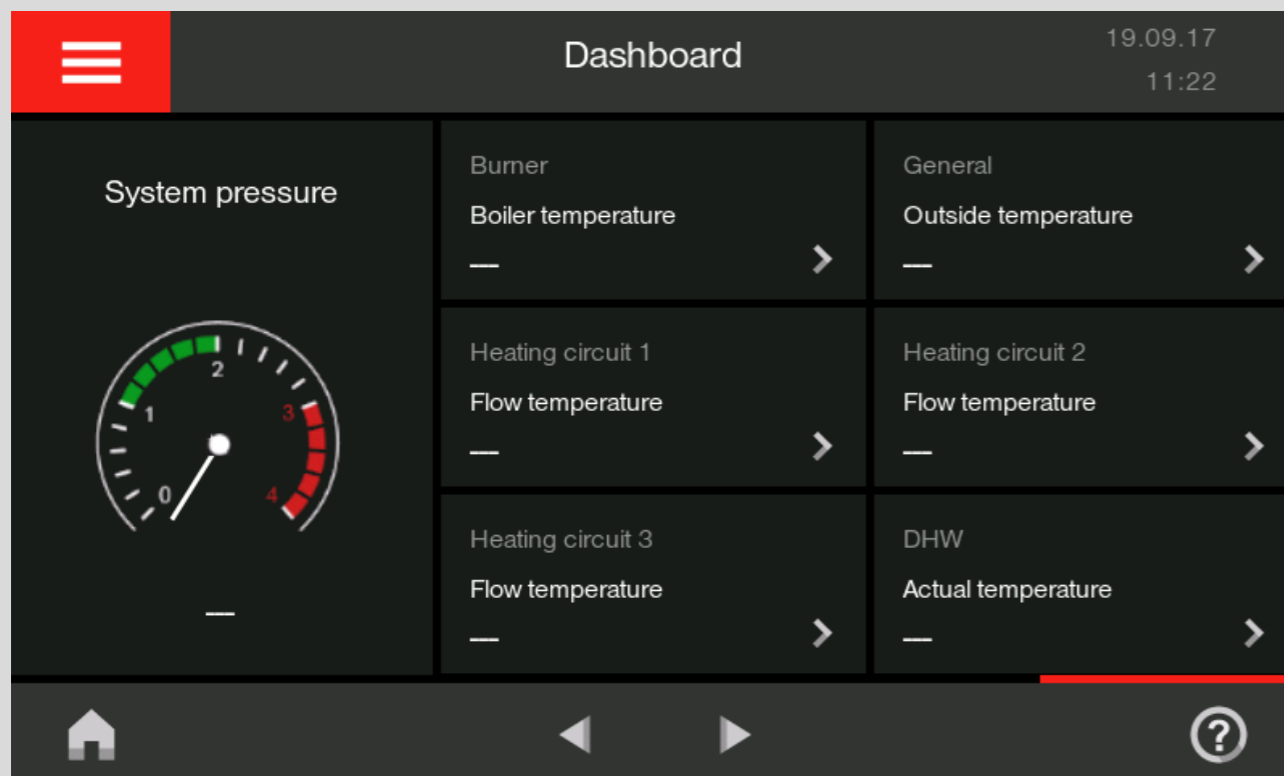 Dashboard
19.09.17
11:22
System pressure
0
1
2
3
4
---
Burner
Boiler temperature
---
General
Outside temperature
---
Heating circuit 1
Flow temperature
---
Heating circuit 2
Flow temperature
---
Heating circuit 3
Flow temperature
---
DHW
Actual temperature
---
?